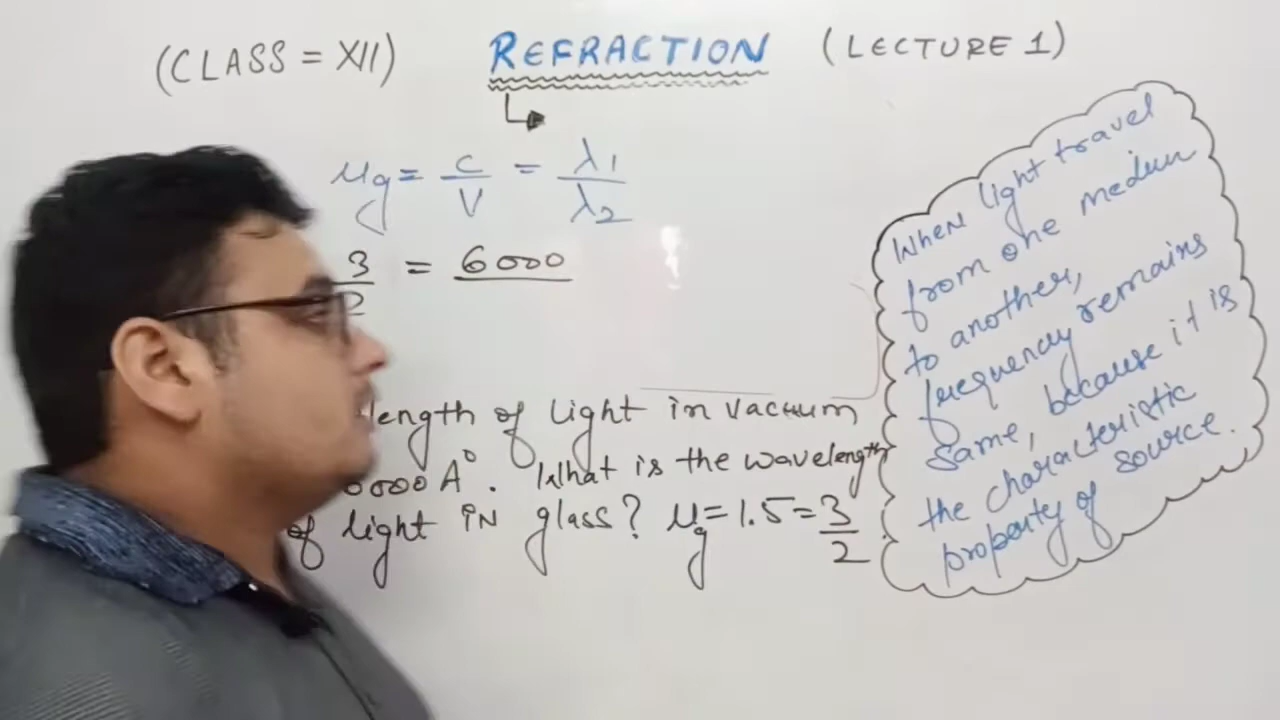 (CLASS = XII) REFRACTION (LECTURE 1)
μg = c/v = λ1/λ2
3/2 = 6000
length of light in vacuum
6000 A°. What is the wavelength
of light in glass? μg = 1.5 = 3/2.
When light travel
from one medium
to another,
frequency remains
same, because it is
the characteristic
property of source.